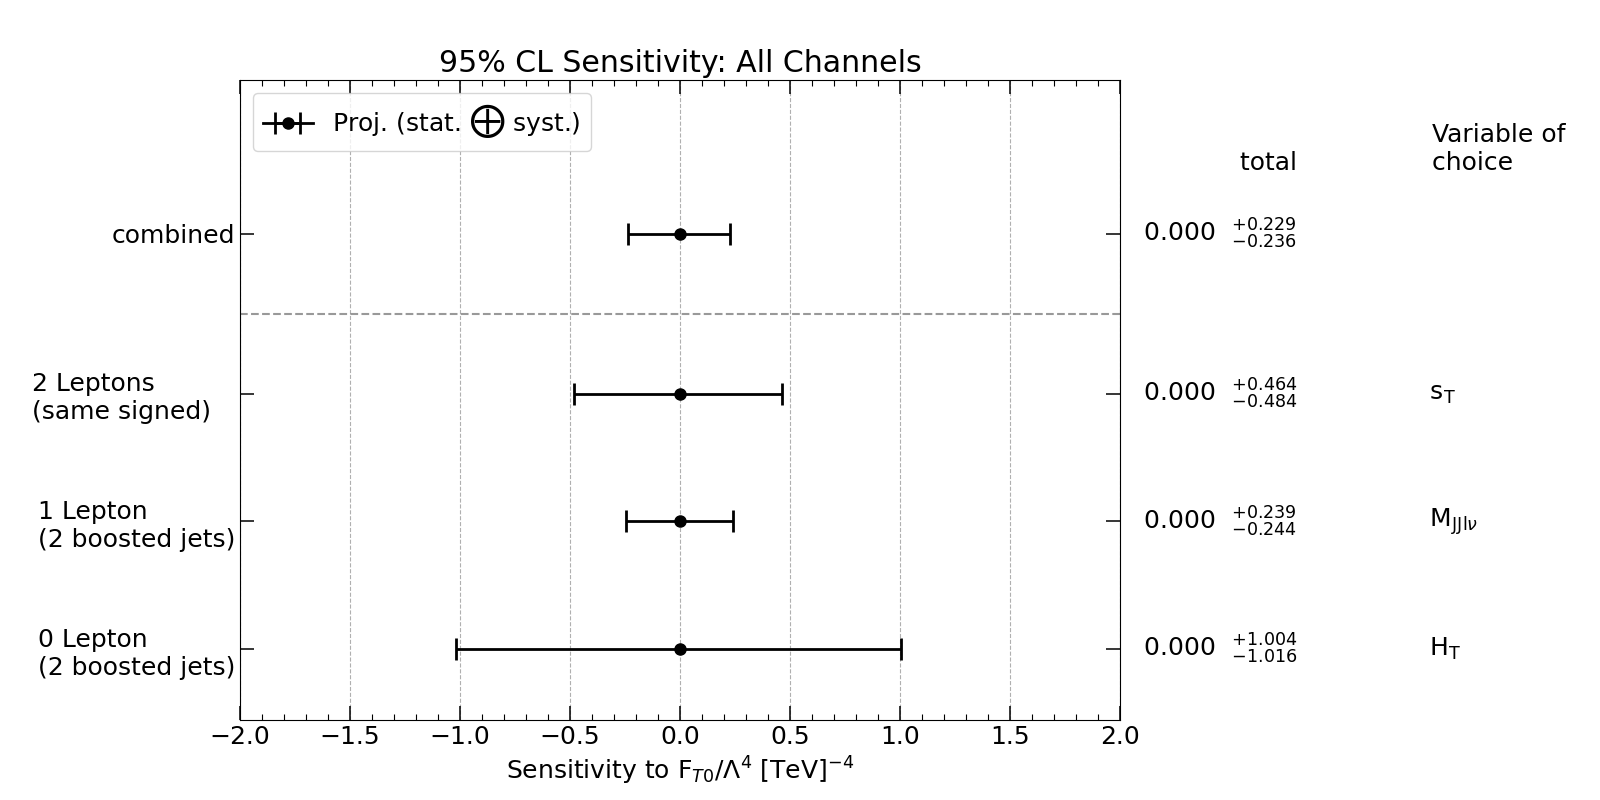 95% CL Sensitivity: All Channels
Proj. (stat. ⊕ syst.)
total
Variable of
choice
combined
0.000 +0.229 −0.236
2 Leptons
(same signed)
0.000 +0.464 −0.484
s_T
1 Lepton
(2 boosted jets)
0.000 +0.239 −0.244
M_JJlν
0 Lepton
(2 boosted jets)
0.000 +1.004 −1.016
H_T
−2.0 −1.5 −1.0 −0.5 0.0 0.5 1.0 1.5 2.0
Sensitivity to F_T0/Λ^4 [TeV]^−4